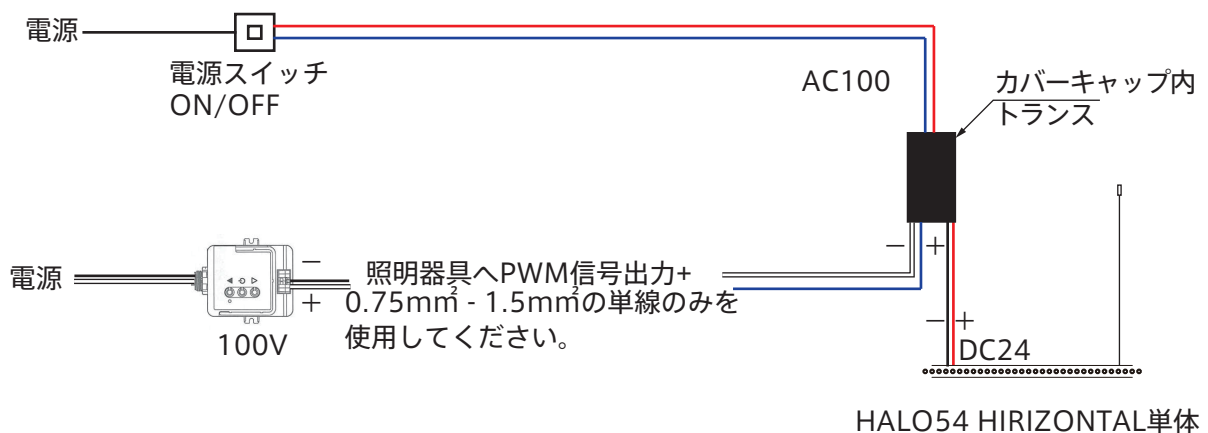 電源
電源スイッチ
ON/OFF
AC100
カバーキャップ内
トランス
電源
100V
−
+
照明器具へPWM信号出力+
0.75mm² - 1.5mm²の単線のみを
使用してください。
− +
− +
DC24
HALO54 HIRIZONTAL単体